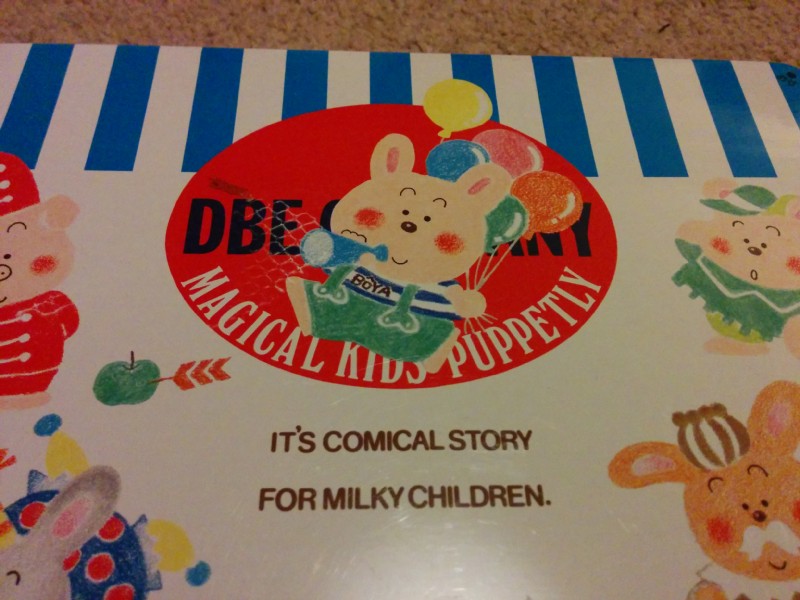 DBE
MAGICAL KIDS PUPPETLY
BOYA
IT'S COMICAL STORY
FOR MILKY CHILDREN.